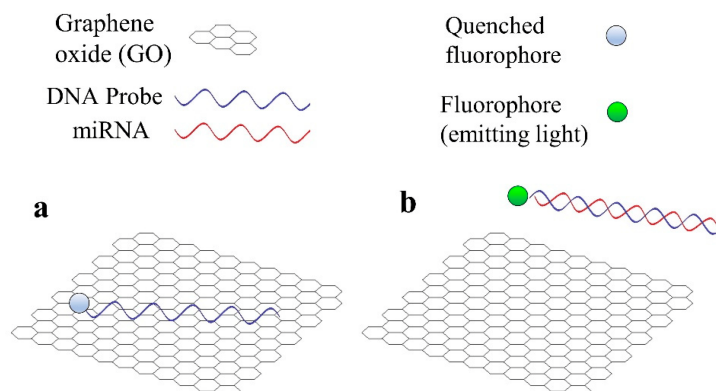 Graphene
oxide (GO)
DNA Probe
miRNA
Quenched
fluorophore
Fluorophore
(emitting light)
a
b